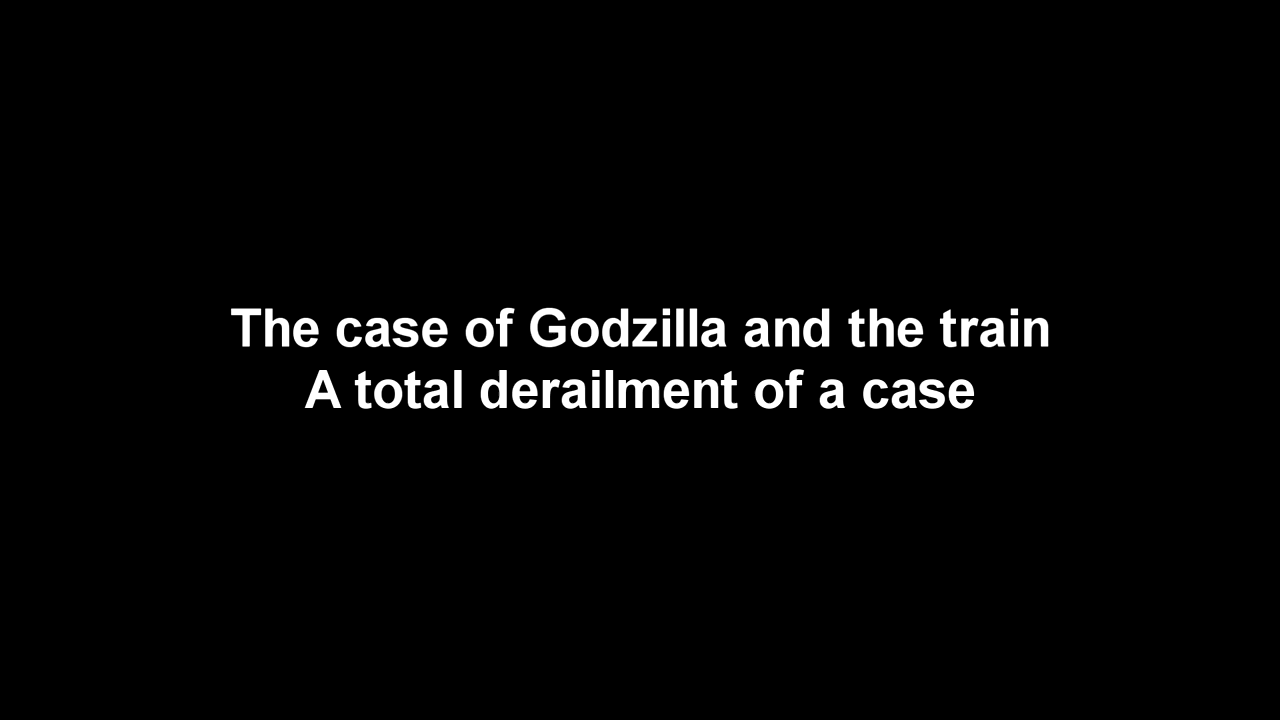 The case of Godzilla and the train
A total derailment of a case